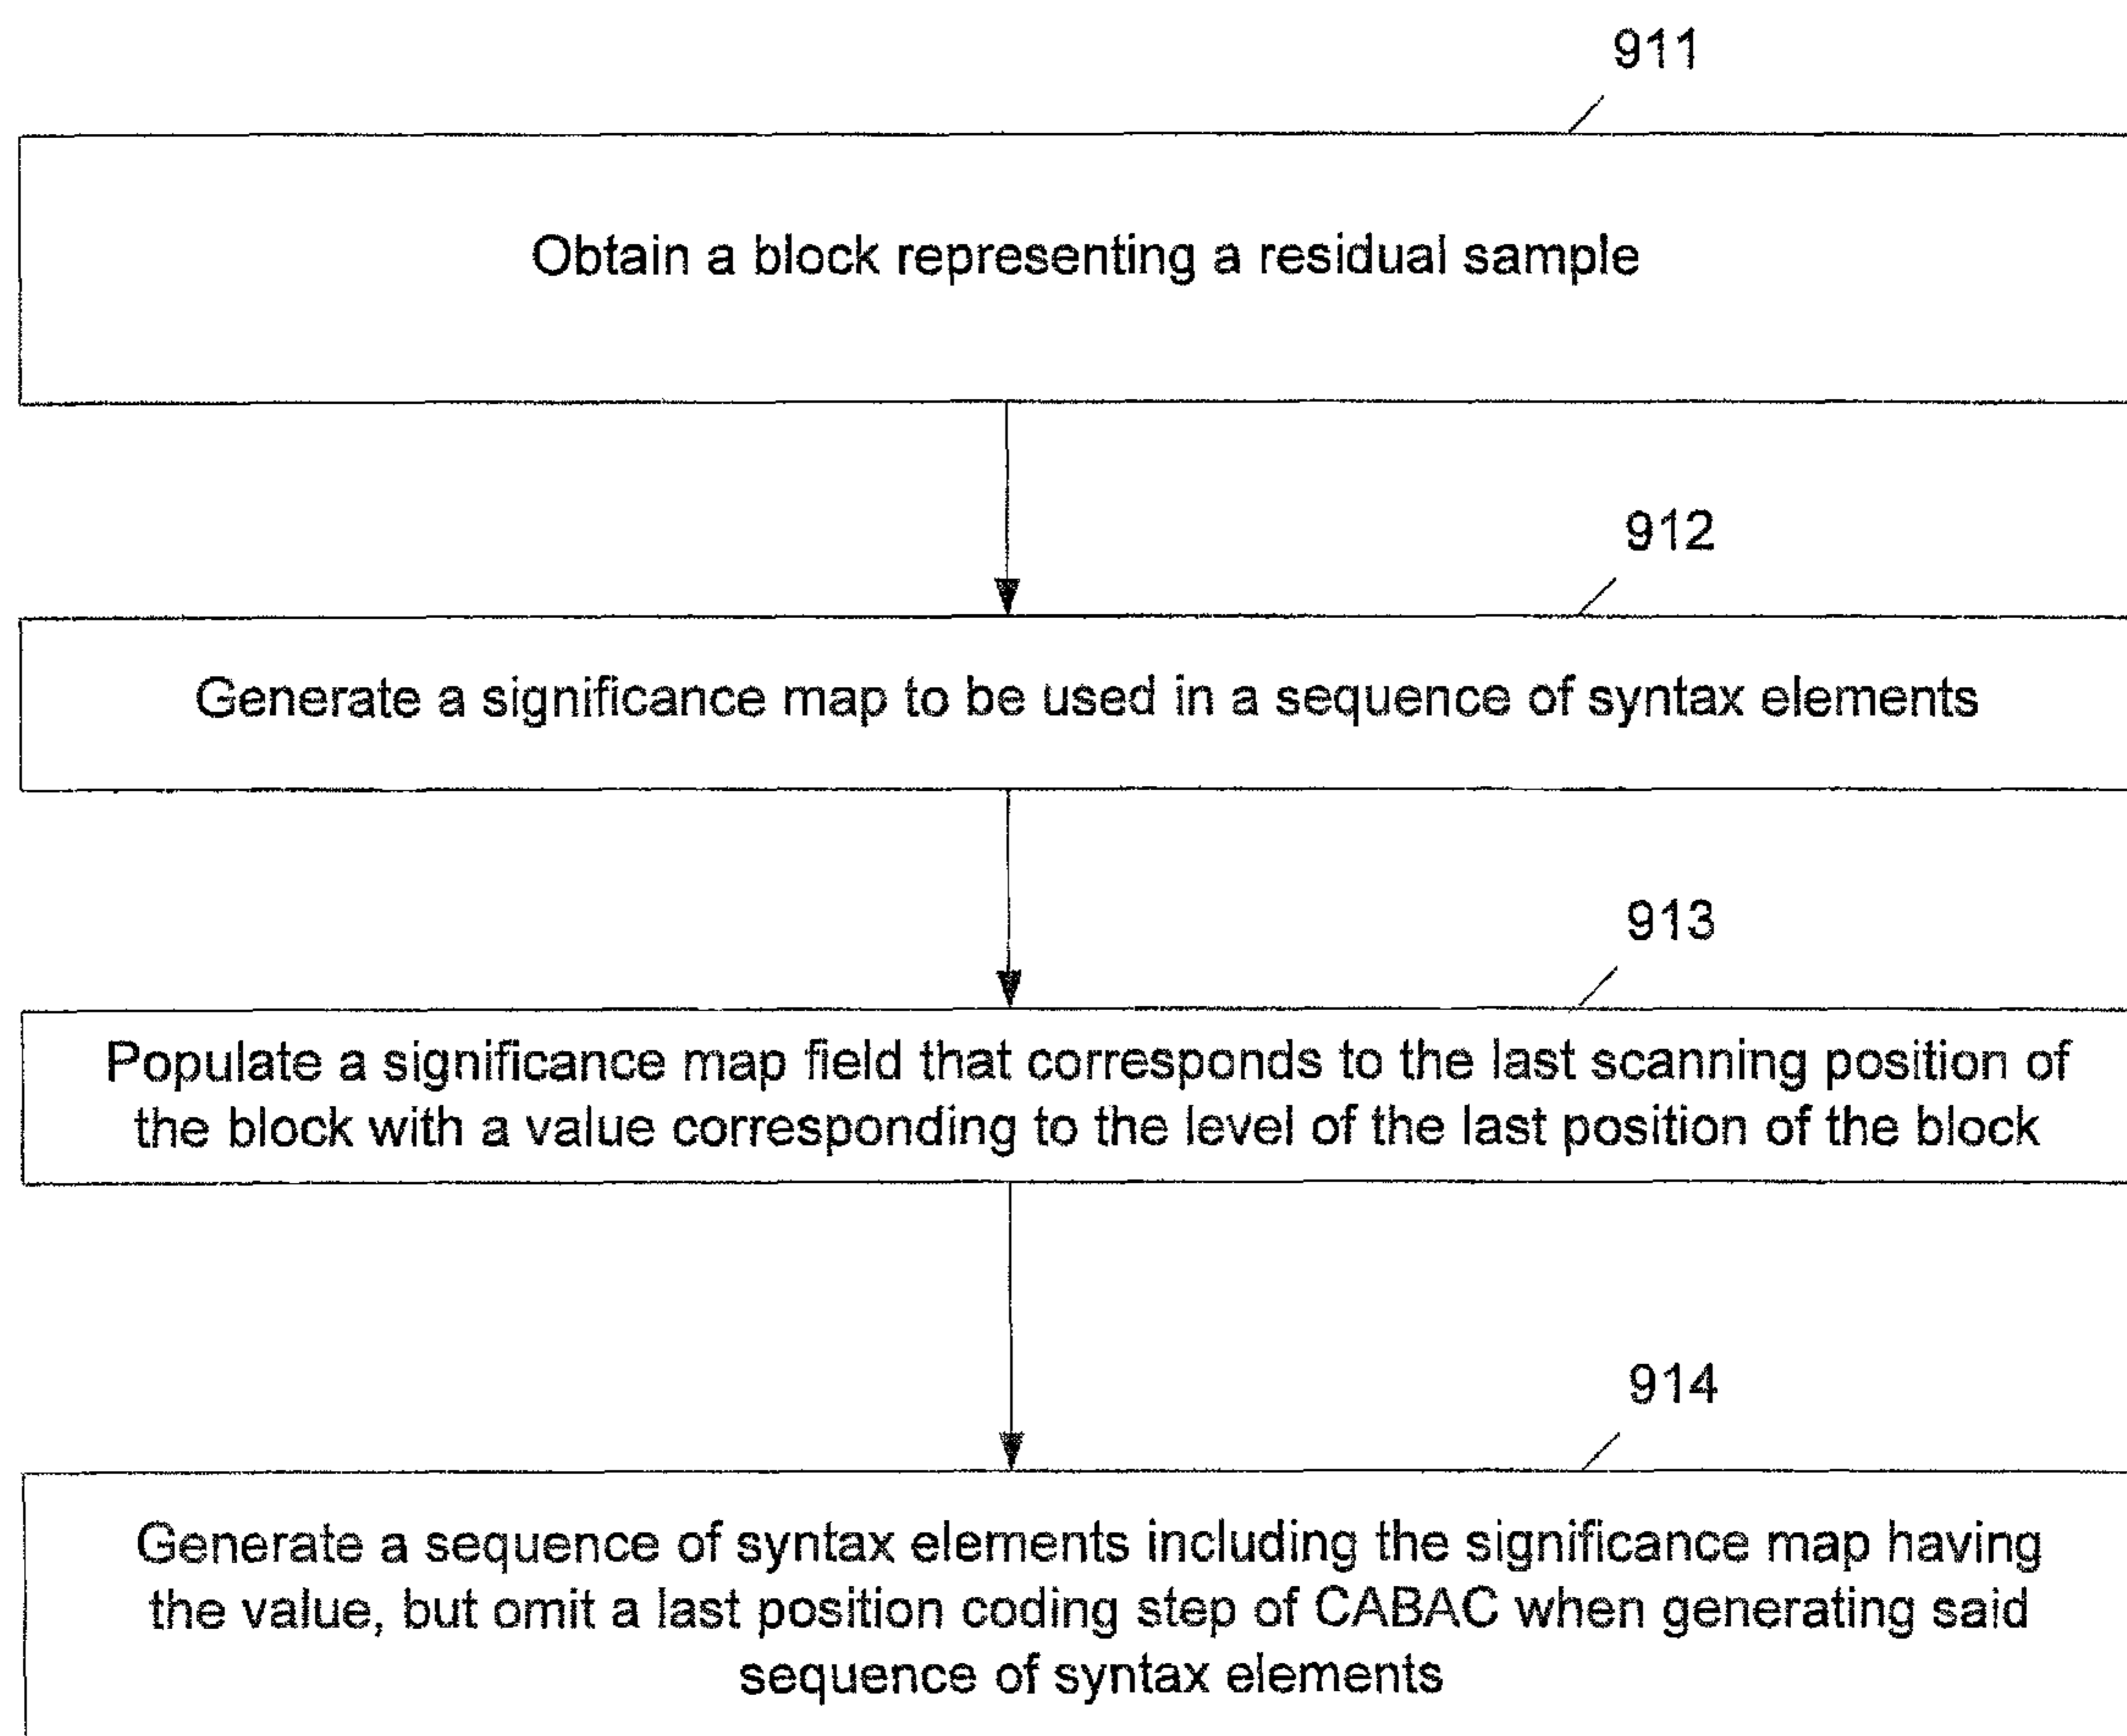 911
Obtain a block representing a residual sample
912
Generate a significance map to be used in a sequence of syntax elements
913
Populate a significance map field that corresponds to the last scanning position of
the block with a value corresponding to the level of the last position of the block
914
Generate a sequence of syntax elements including the significance map having
the value, but omit a last position coding step of CABAC when generating said
sequence of syntax elements